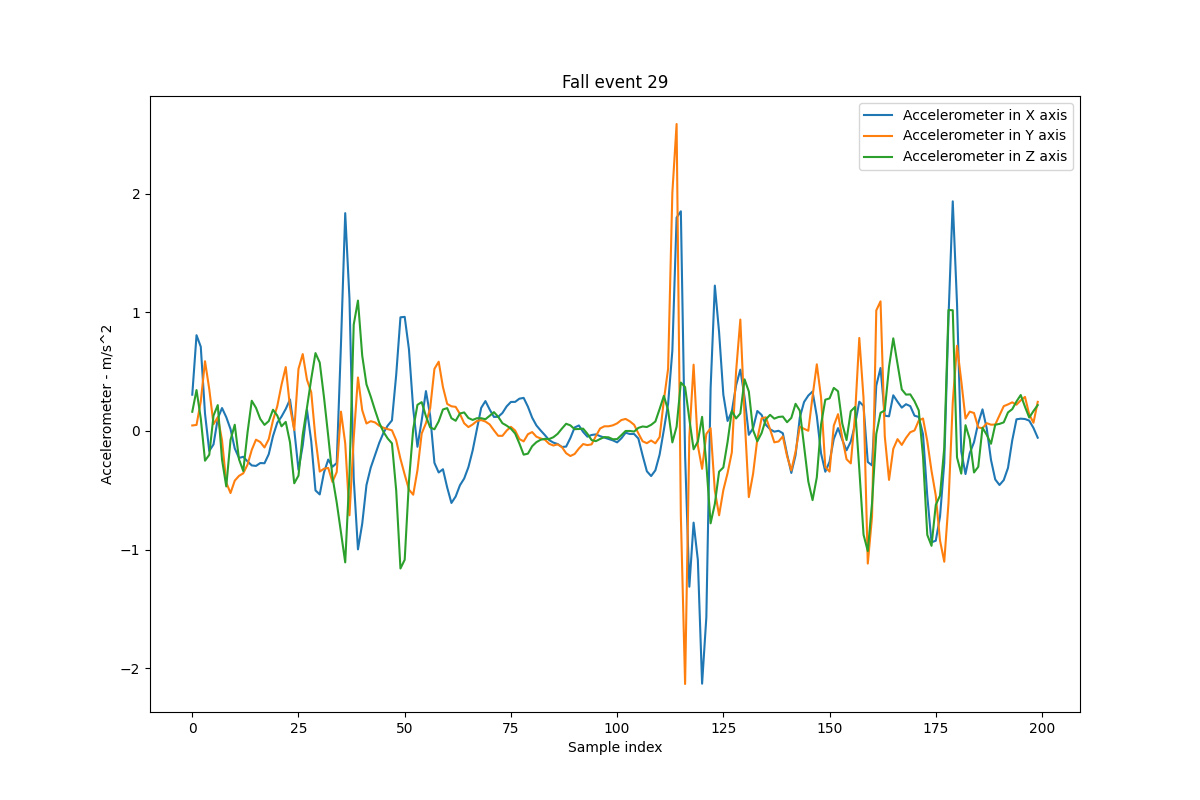 Fall event 29
Accelerometer in X axis
Accelerometer in Y axis
Accelerometer in Z axis
Accelerometer - m/s^2
2
1
0
−1
−2
0 25 50 75 100 125 150 175 200
Sample index